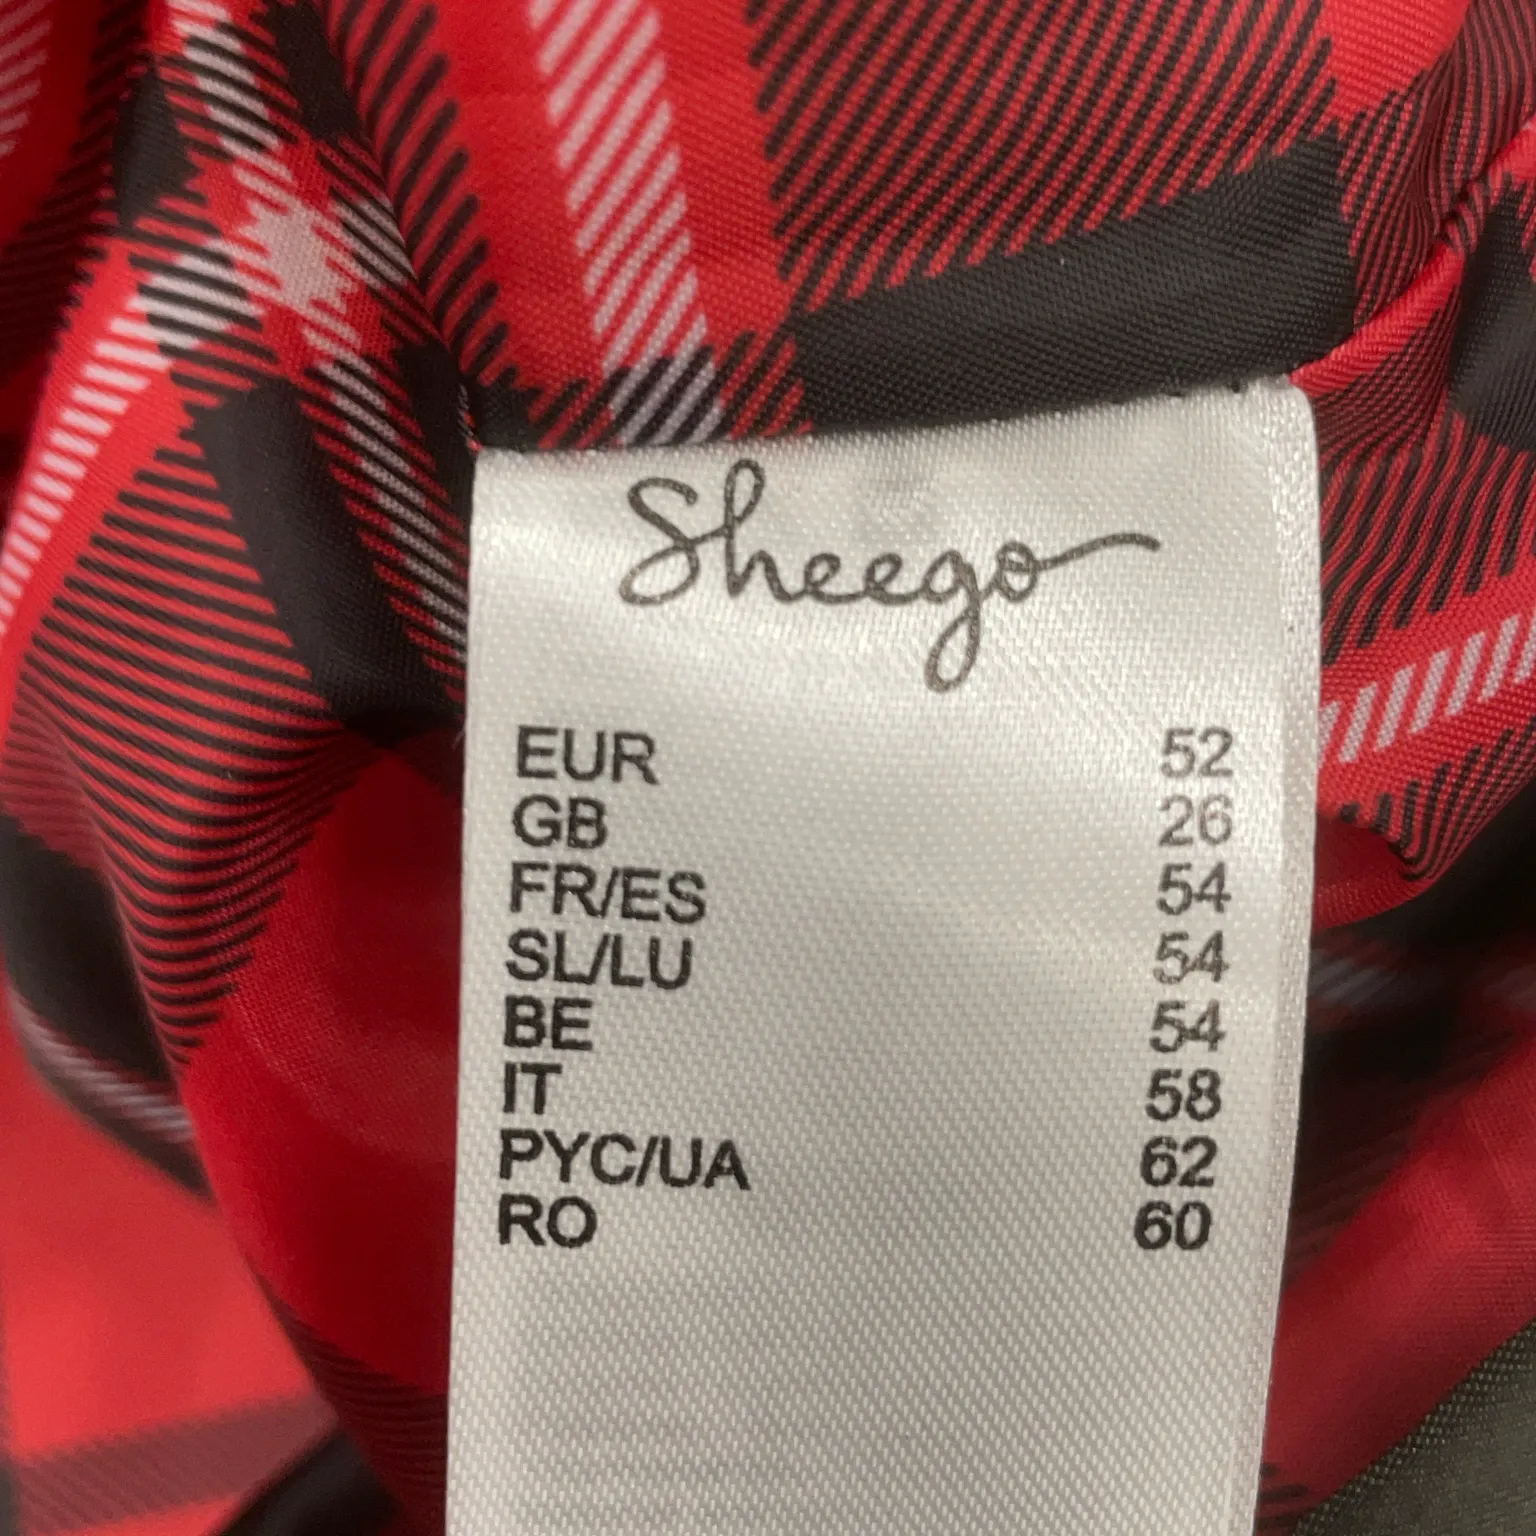 Sheego
EUR 52
GB 26
FR/ES 54
SL/LU 54
BE 54
IT 58
PYC/UA 62
RO 60